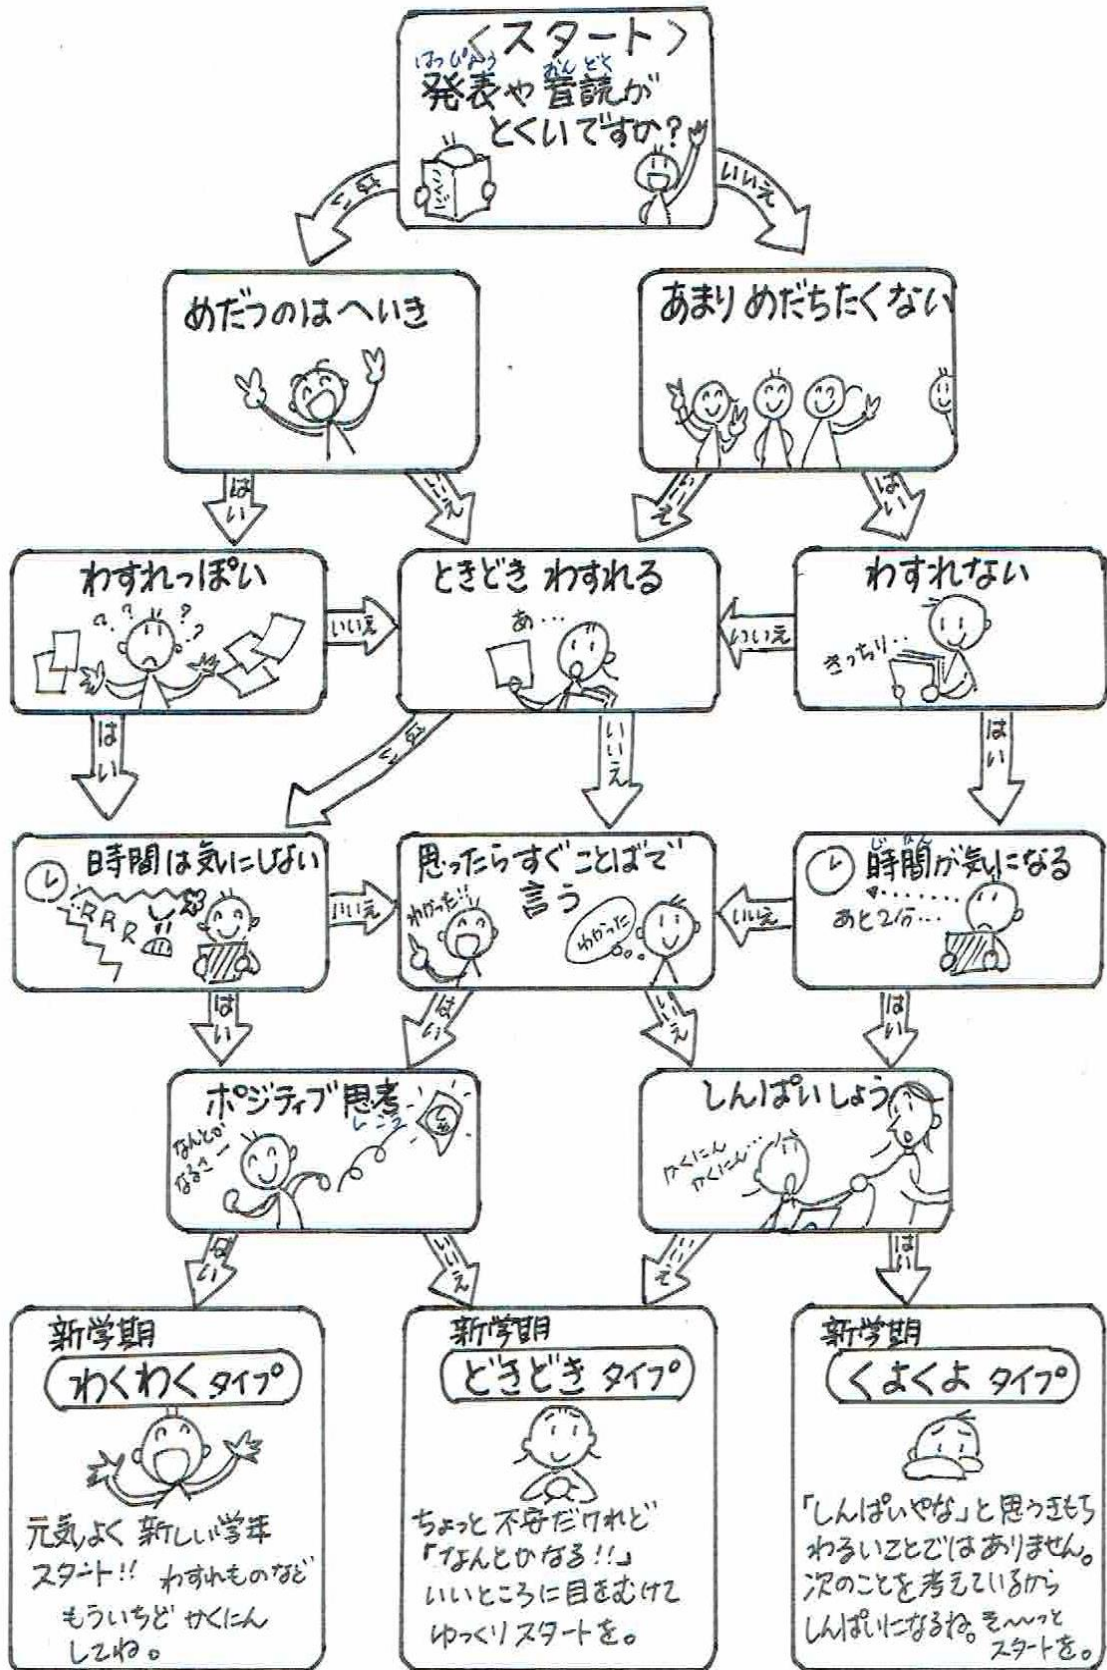 <スタート>
はっぴょう おんどく
発表や音読が
とくいですか?
こくご
はい
いいえ
めだつのはへいき
あまり めだちたくない
はい
いいえ
いいえ
はい
わすれっぽい
????
いいえ
ときどき わすれる
あ…
いいえ
わすれない
きっちり‥
はい
はい
いいえ
はい
時間は気にしない
RRR
いいえ
思ったらすぐことばで
言う
わかった!!
わかった
いいえ
じかん
時間が気になる
あと2分…
はい
はい
いいえ
はい
ポジティブ思考
しこう
なんとか
なるさー
しんぱいしょう
かくにん
かくにん…
はい
いいえ
いいえ
はい
新学期
わくわく タイプ
元気よく 新しい学年
スタート!! わすれものなど
もういちど かくにん
してね。
新学期
どきどき タイプ
ちょっと 不安だけれど
「なんとかなる!!」
いいところに目をむけて
ゆっくりスタートを。
新学期
くよくよ タイプ
「しんぱいやな」と思うきもち
わるいことではありません。
次のことを考えているから
しんぱいになるね。そ〜〜っと
スタートを。